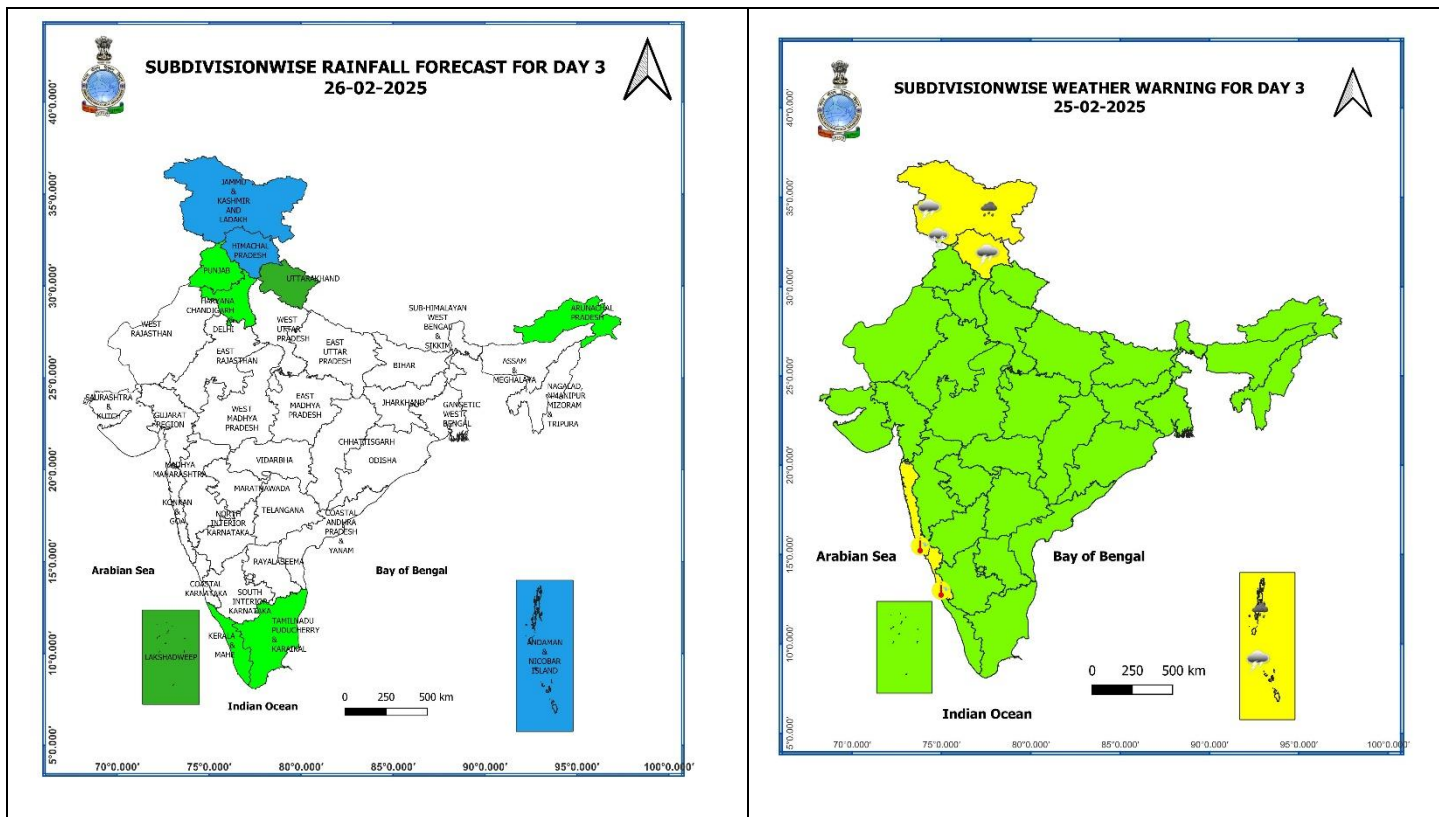 SUBDIVISIONWISE RAINFALL FORECAST FOR DAY 3
26-02-2025
40°0.000'
35°0.000'
30°0.000'
25°0.000'
20°0.000'
15°0.000'
10°0.000'
5°0.000'
JAMMU
&
KASHMIR
AND
LADAKH
HIMACHAL
PRADESH
PUNJAB
UTTARAKHAND
HARYANA
CHANDIGARH
DELHI
WEST
RAJASTHAN
WEST
UTTAR
PRADESH
EAST
RAJASTHAN
EAST
UTTAR
PRADESH
SUB-HIMALAYAN
WEST
BENGAL
&
SIKKIM
ARUNACHAL
PRADESH
BIHAR
ASSAM
&
MEGHALAYA
NAGALAD,
MANIPUR
MIZORAM
&
TRIPURA
SAURASHTRA
&
KUTCH
GUJARAT
REGION
WEST
MADHYA
PRADESH
EAST
MADHYA
PRADESH
JHARKHAND
GANGETIC
WEST
BENGAL
CHHATTISGARH
ODISHA
VIDARBHA
MADHYA
MAHARASHTRA
MARATHAWADA
KONKAN
&
GOA
NORTH
INTERIOR
KARNATAKA
TELANGANA
COASTAL
ANDHRA
PRADESH
&
YANAM
RAYALASEEMA
Arabian Sea
Bay of Bengal
COASTAL
KARNATAKA
SOUTH
INTERIOR
KARNATAKA
TAMILNADU
PUDUCHERRY
&
KARAIKAL
KERALA
&
MAHE
LAKSHADWEEP
ANDAMAN
&
NICOBAR
ISLAND
0 250 500 km
Indian Ocean
70°0.000' 75°0.000' 80°0.000' 85°0.000' 90°0.000' 95°0.000' 100°0.000'
SUBDIVISIONWISE WEATHER WARNING FOR DAY 3
25-02-2025
40°0.000'
35°0.000'
30°0.000'
25°0.000'
20°0.000'
15°0.000'
10°0.000'
5°0.000'
Arabian Sea
Bay of Bengal
0 250 500 km
Indian Ocean
70°0.000' 75°0.000' 80°0.000' 85°0.000' 90°0.000' 95°0.000' 100°0.000'